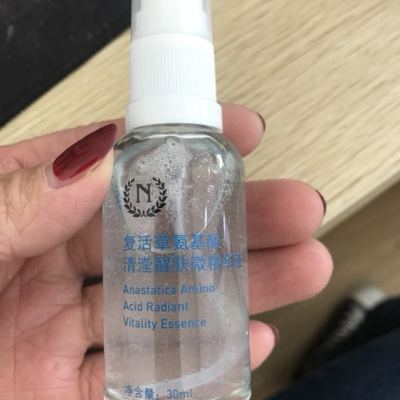 N
复活草氨基酸
清滢醒肤微精华液
Anastatica Amino
Acid Radiant
Vitality Essence
净含量: 30ml